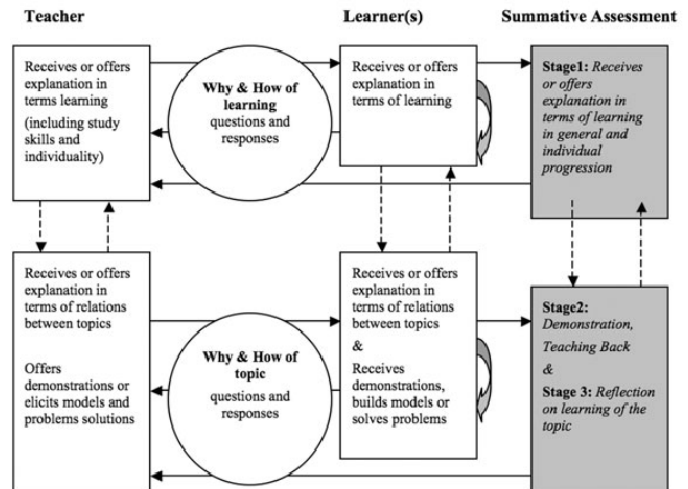 Teacher
Learner(s)
Summative Assessment
Receives or offers
explanation in
terms learning
(including study
skills and
individuality)
Why & How of
learning
questions and
responses
Receives or offers
explanation in
terms of learning
Stage1: Receives
or offers
explanation in
terms of learning
in general and
individual
progression
Receives or offers
explanation in
terms of relations
between topics
Offers
demonstrations or
elicits models and
problems solutions
Why & How of
topic
questions and
responses
Receives or offers
explanation in
terms of relations
between topics
&
Receives
demonstrations,
builds models or
solves problems
Stage2:
Demonstration,
Teaching Back
&
Stage 3: Reflection
on learning of the
topic